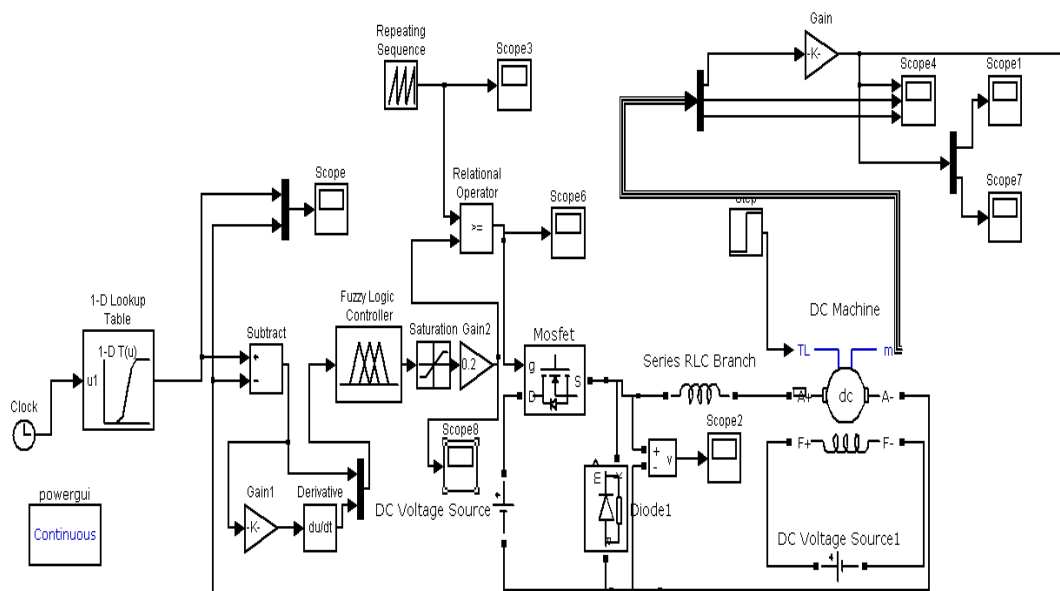 Gain
Repeating
Sequence
Scope3
-K-
Scope4
Scope1
Scope
Relational
Operator
Scope6
>=
Scope7
Step
1-D Lookup
Table
Fuzzy Logic
Controller
Saturation
Gain2
Subtract
+
-
0.2
Mosfet
DC Machine
1-D T(u)
u1
g
D
S
Series RLC Branch
TL
m
A+
dc
A-
Clock
Scope8
+
-
v
Scope2
F+
F-
powergui
Continuous
Gain1
-K-
Derivative
du/dt
DC Voltage Source
+
m
Diode1
DC Voltage Source1
+